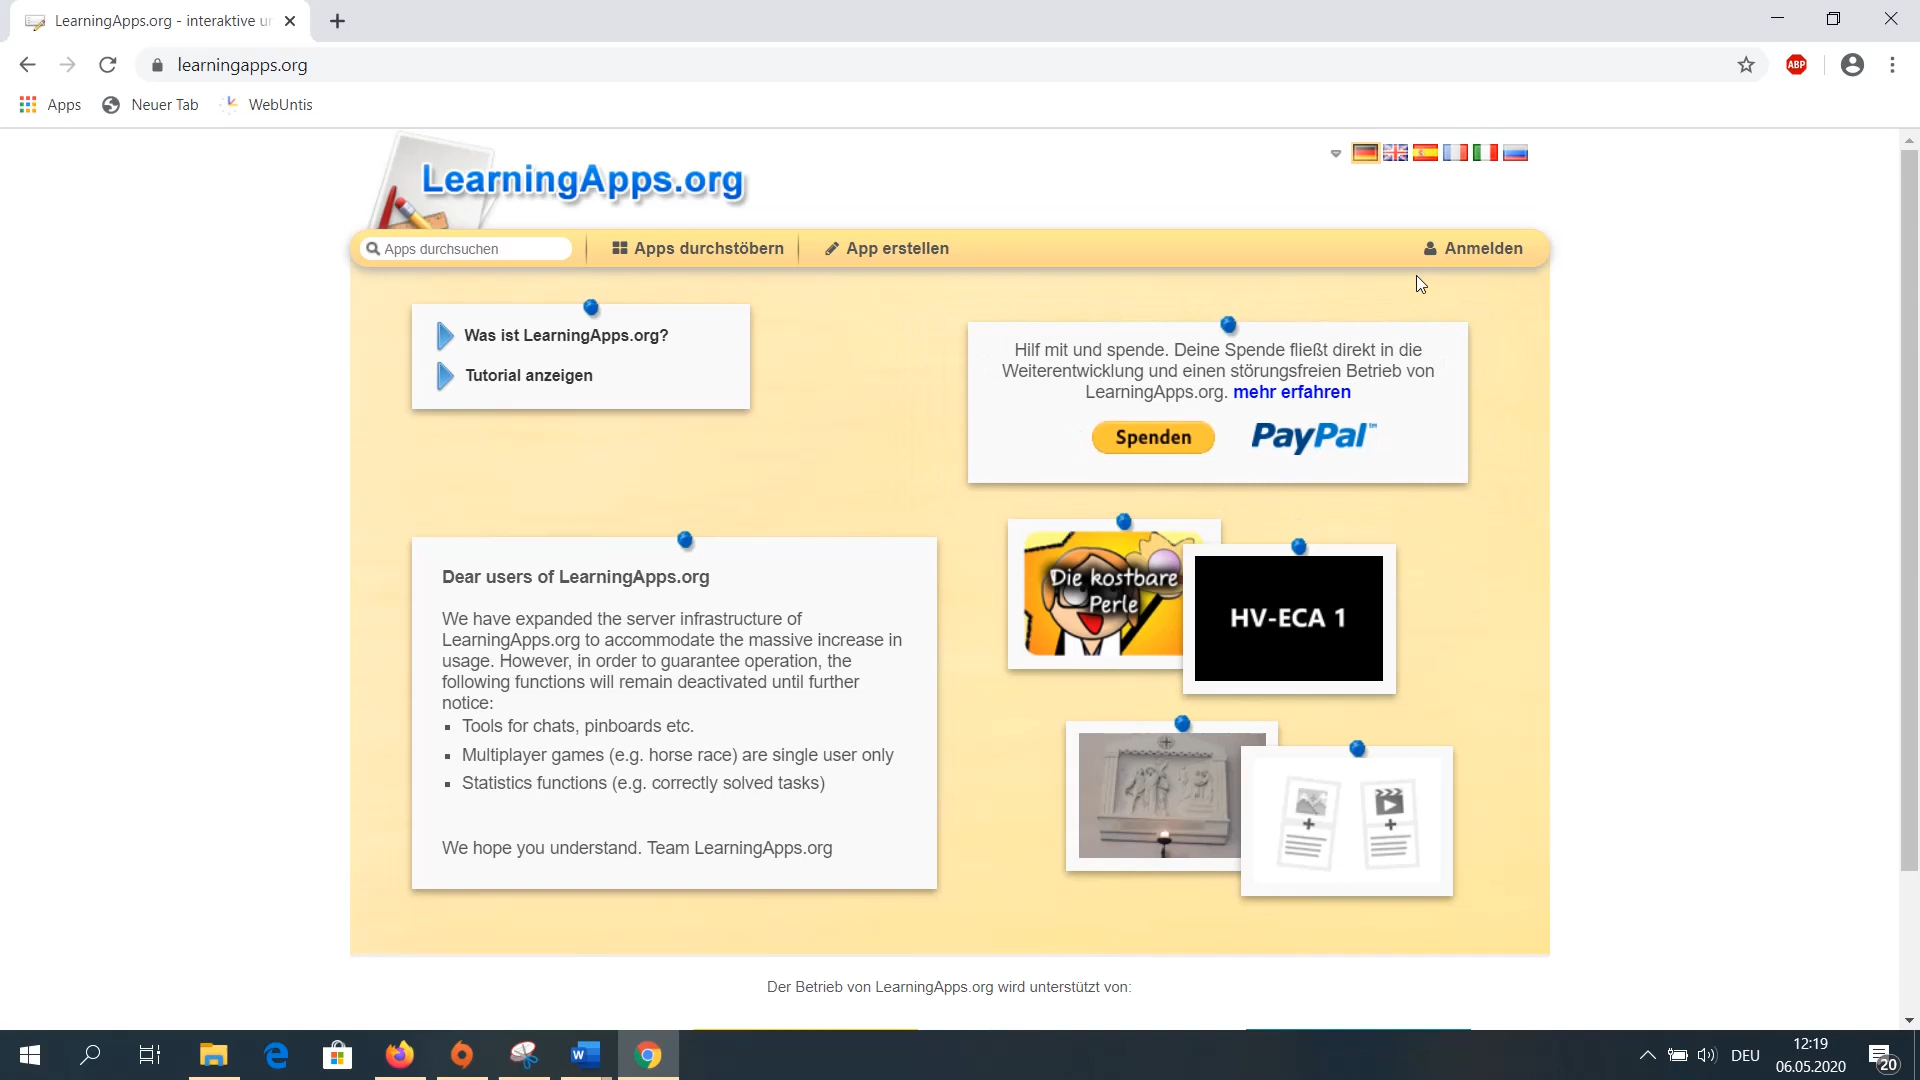 LearningApps.org - interaktive ur
learningapps.org
ABP
Apps
Neuer Tab
WebUntis
LearningApps.org
Apps durchsuchen
Apps durchstöbern
App erstellen
Anmelden
Was ist LearningApps.org?
Tutorial anzeigen
Hilf mit und spende. Deine Spende fließt direkt in die
Weiterentwicklung und einen störungsfreien Betrieb von
LearningApps.org. mehr erfahren
Spenden
PayPal™
Die kostbare
Perle
HV-ECA 1
Dear users of LearningApps.org
We have expanded the server infrastructure of
LearningApps.org to accommodate the massive increase in
usage. However, in order to guarantee operation, the
following functions will remain deactivated until further
notice:
Tools for chats, pinboards etc.
Multiplayer games (e.g. horse race) are single user only
Statistics functions (e.g. correctly solved tasks)
We hope you understand. Team LearningApps.org
Der Betrieb von LearningApps.org wird unterstützt von:
W
DEU
12:19
06.05.2020
20